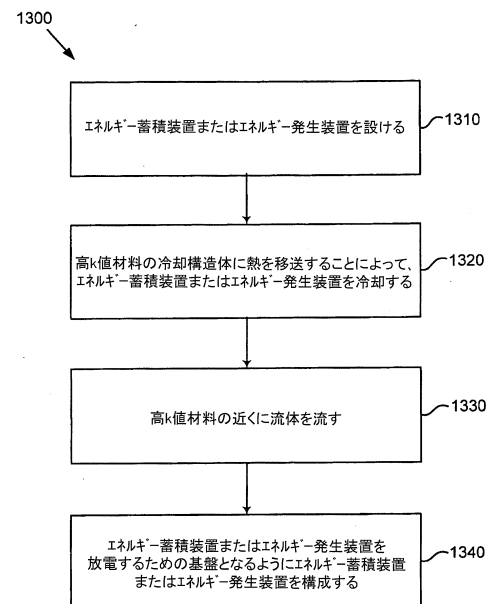 1300
エネルギー蓄積装置またはエネルギー発生装置を設ける
1310
高k値材料の冷却構造体に熱を移送することによって、
エネルギー蓄積装置またはエネルギー発生装置を冷却する
1320
高k値材料の近くに流体を流す
1330
エネルギー蓄積装置またはエネルギー発生装置を
放電するための基盤となるようにエネルギー蓄積装置
またはエネルギー発生装置を構成する
1340